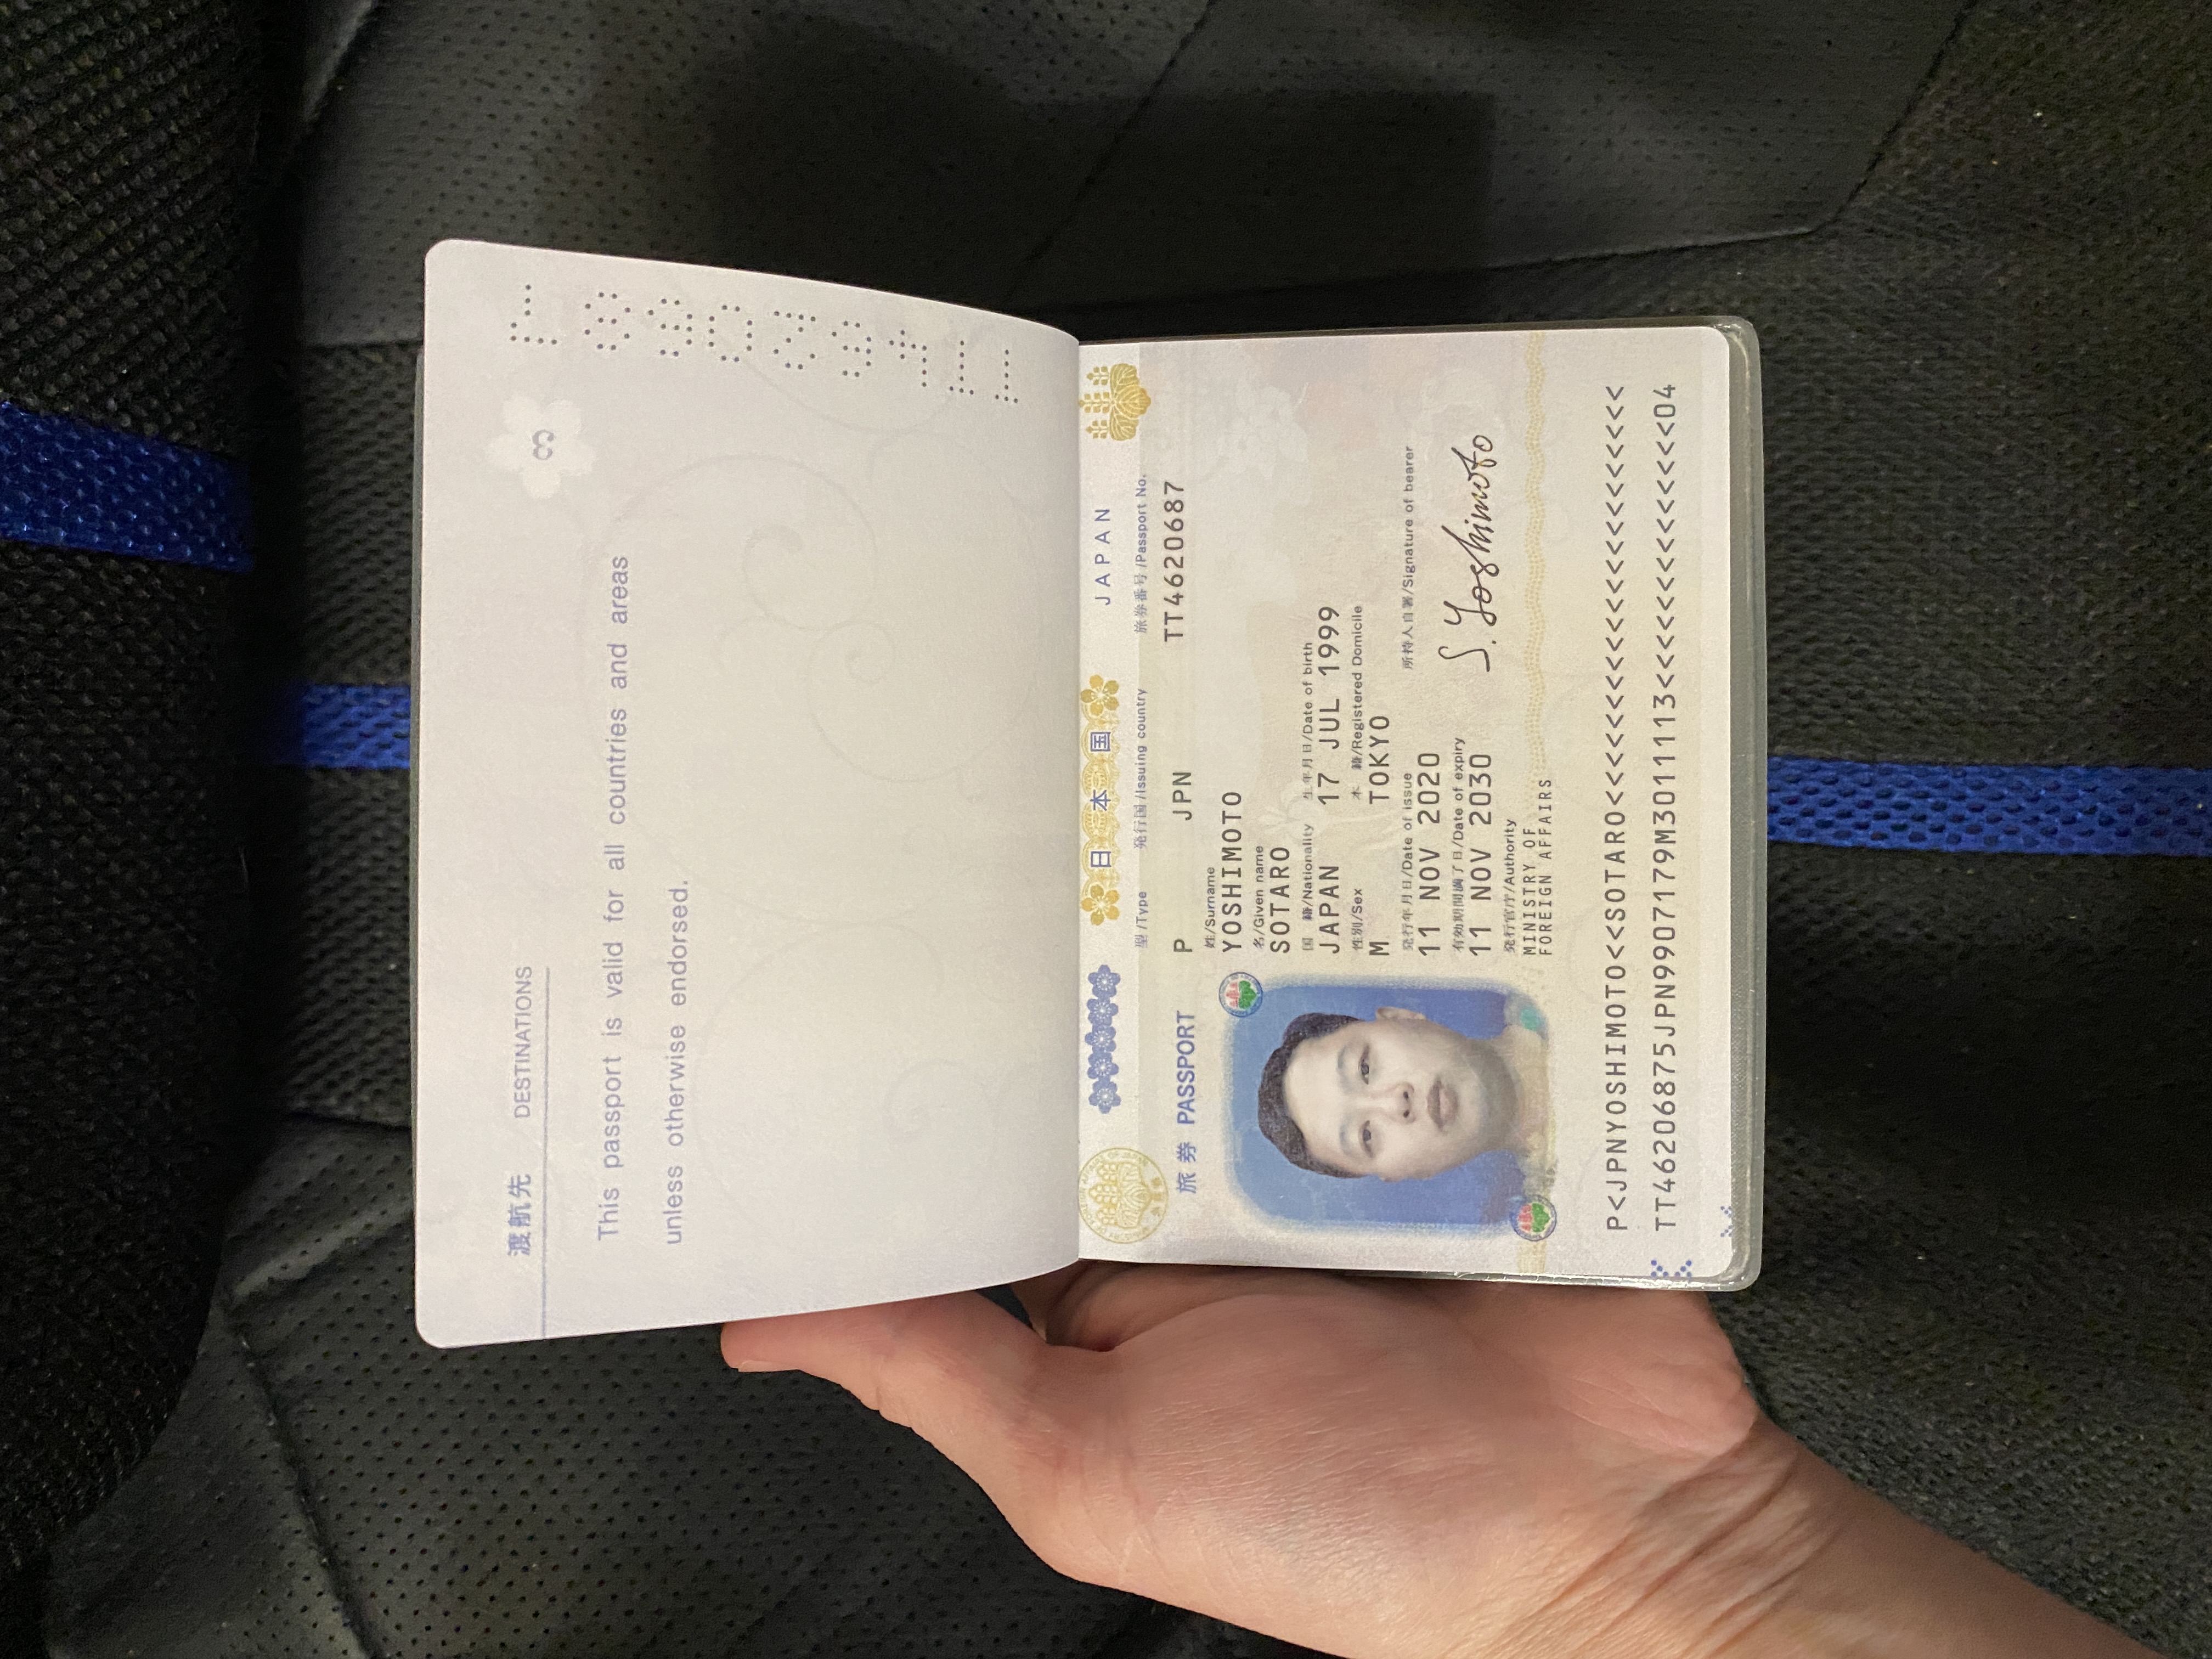 渡航先 DESTINATIONS
3
This passport is valid for all countries and areas
unless otherwise endorsed.
TT4620687
日本国 JAPAN
型/Type 発行国/Issuing country 旅券番号/Passport No.
旅券 PASSPORT P JPN TT4620687
姓/Surname
YOSHIMOTO
名/Given name
SOTARO
国 籍/Nationality 生年月日/Date of birth
JAPAN 17 JUL 1999
性別/Sex 本 籍/Registered Domicile
M TOKYO
発行年月日/Date of issue 所持人自署/Signature of bearer
11 NOV 2020
有効期間満了日/Date of expiry
11 NOV 2030 S. Yoshimoto
発行官庁/Authority
MINISTRY OF
FOREIGN AFFAIRS
P<JPNYOSHIMOTO<<SOTARO<<<<<<<<<<<<<<<<<<<<<<
TT46206875JPN9907179M3011113<<<<<<<<<<<<<<04